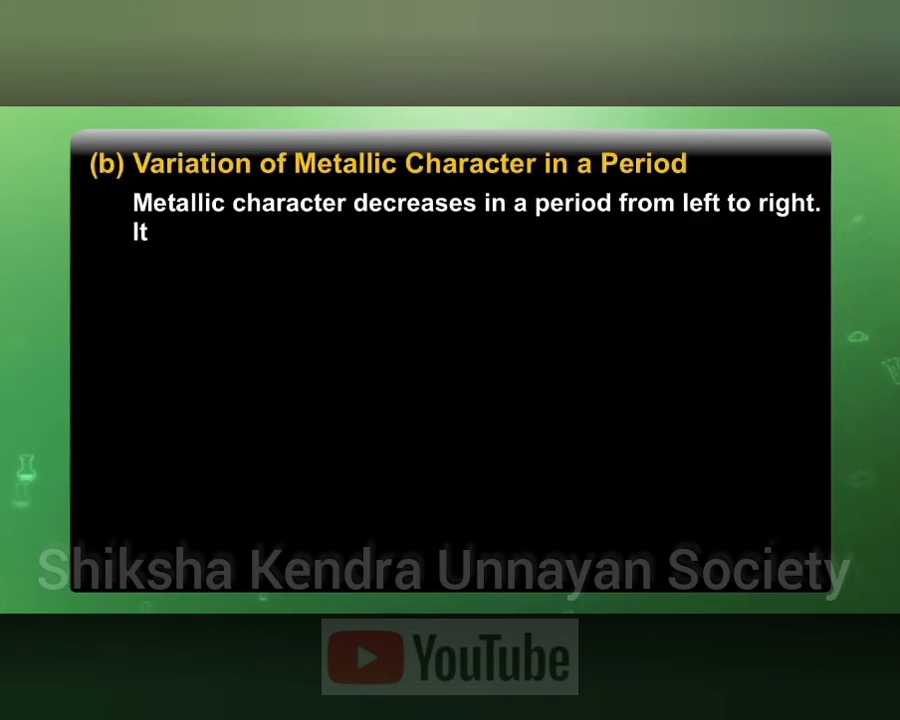 (b) Variation of Metallic Character in a Period
Metallic character decreases in a period from left to right.
It
Shiksha Kendra Unnayan Society
YouTube